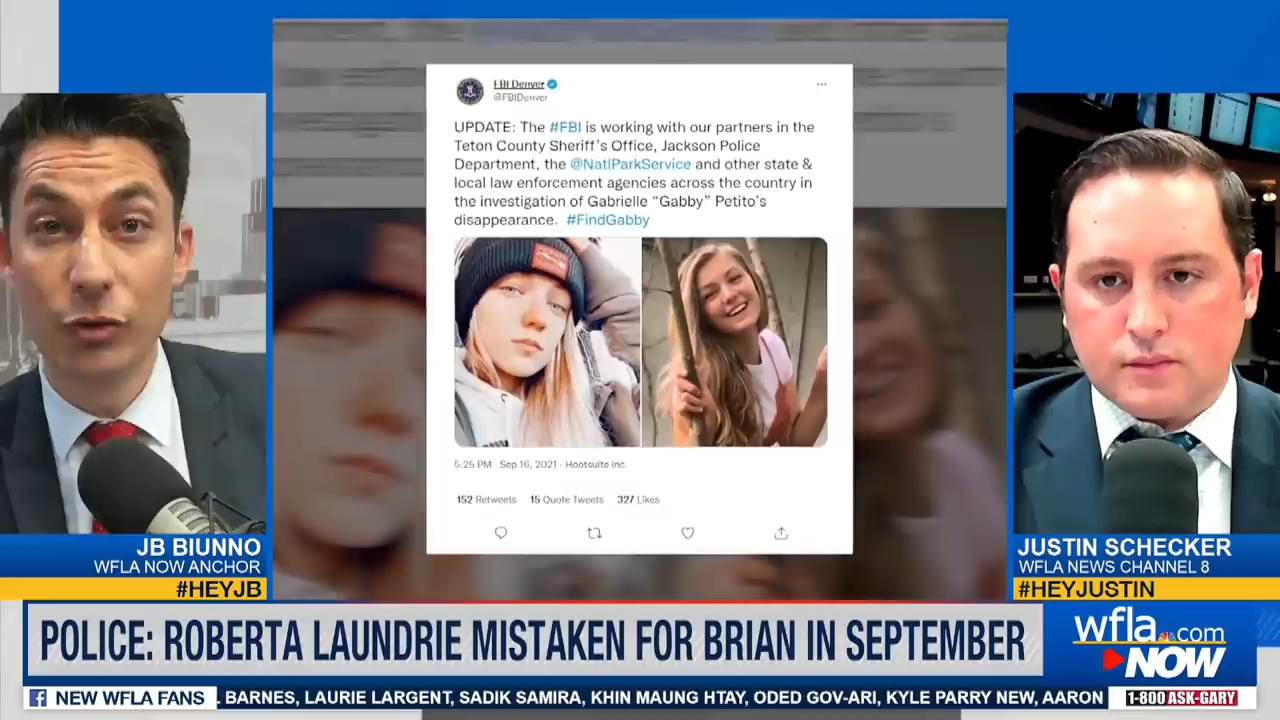 FBI Denver
@FBIDenver
UPDATE: The #FBI is working with our partners in the
Teton County Sheriff's Office, Jackson Police
Department, the @NatlParkService and other state &
local law enforcement agencies across the country in
the investigation of Gabrielle "Gabby" Petito's
disappearance. #FindGabby
5:25 PM · Sep 16, 2021 · Hootsuite Inc.
152 Retweets 15 Quote Tweets 327 Likes
JB BIUNNO
WFLA NOW ANCHOR
#HEYJB
JUSTIN SCHECKER
WFLA NEWS CHANNEL 8
#HEYJUSTIN
POLICE: ROBERTA LAUNDRIE MISTAKEN FOR BRIAN IN SEPTEMBER
wfla.com
NOW
NEW WFLA FANS
BARNES, LAURIE LARGENT, SADIK SAMIRA, KHIN MAUNG HTAY, ODED GOV-ARI, KYLE PARRY NEW, AARON
1-800 ASK-GARY